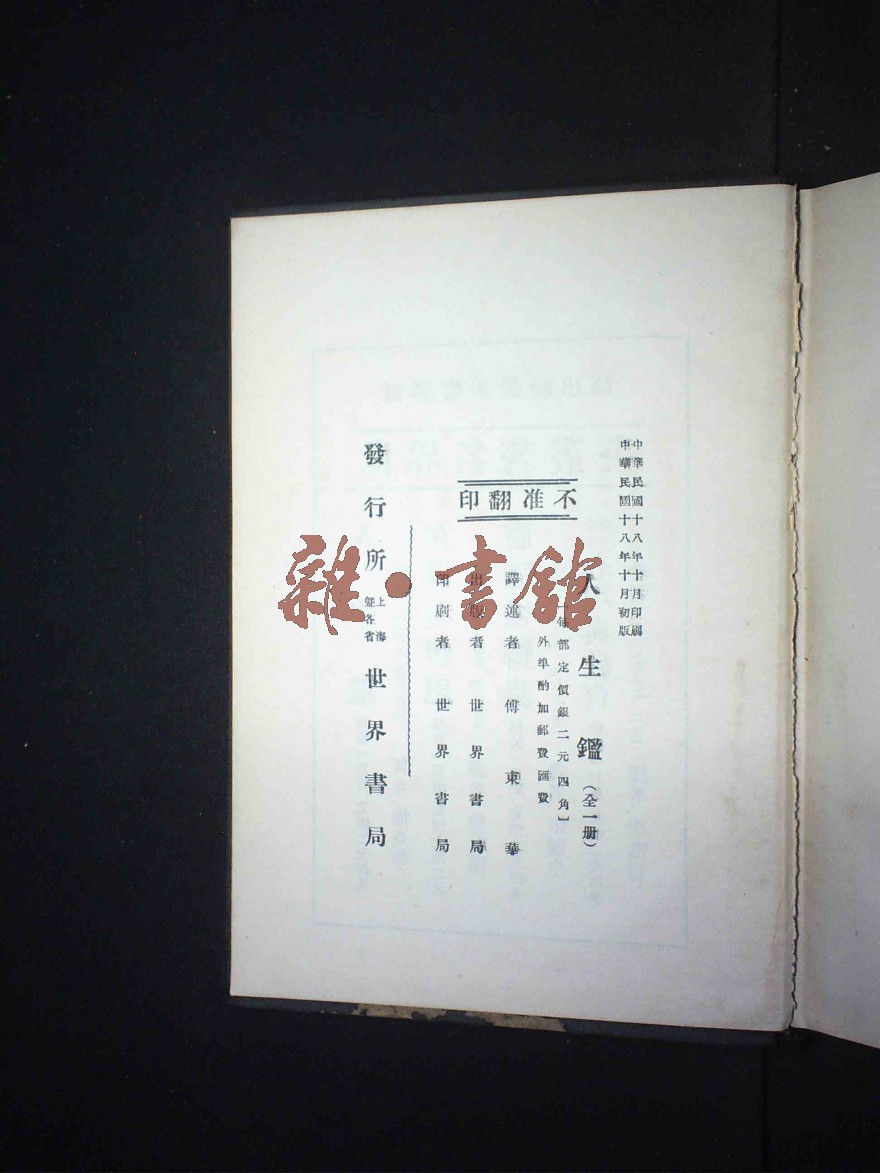 中華民國十八年十月印刷
中華民國十八年十月初版
不准翻印
人生鑑(全一册)
〔每部定價銀二元四角〕
外埠酌加郵費匯費
譯述者 傅東華
出版者 世界書局
印刷者 世界書局
發行所 上海暨各省 世界書局
雜·書館